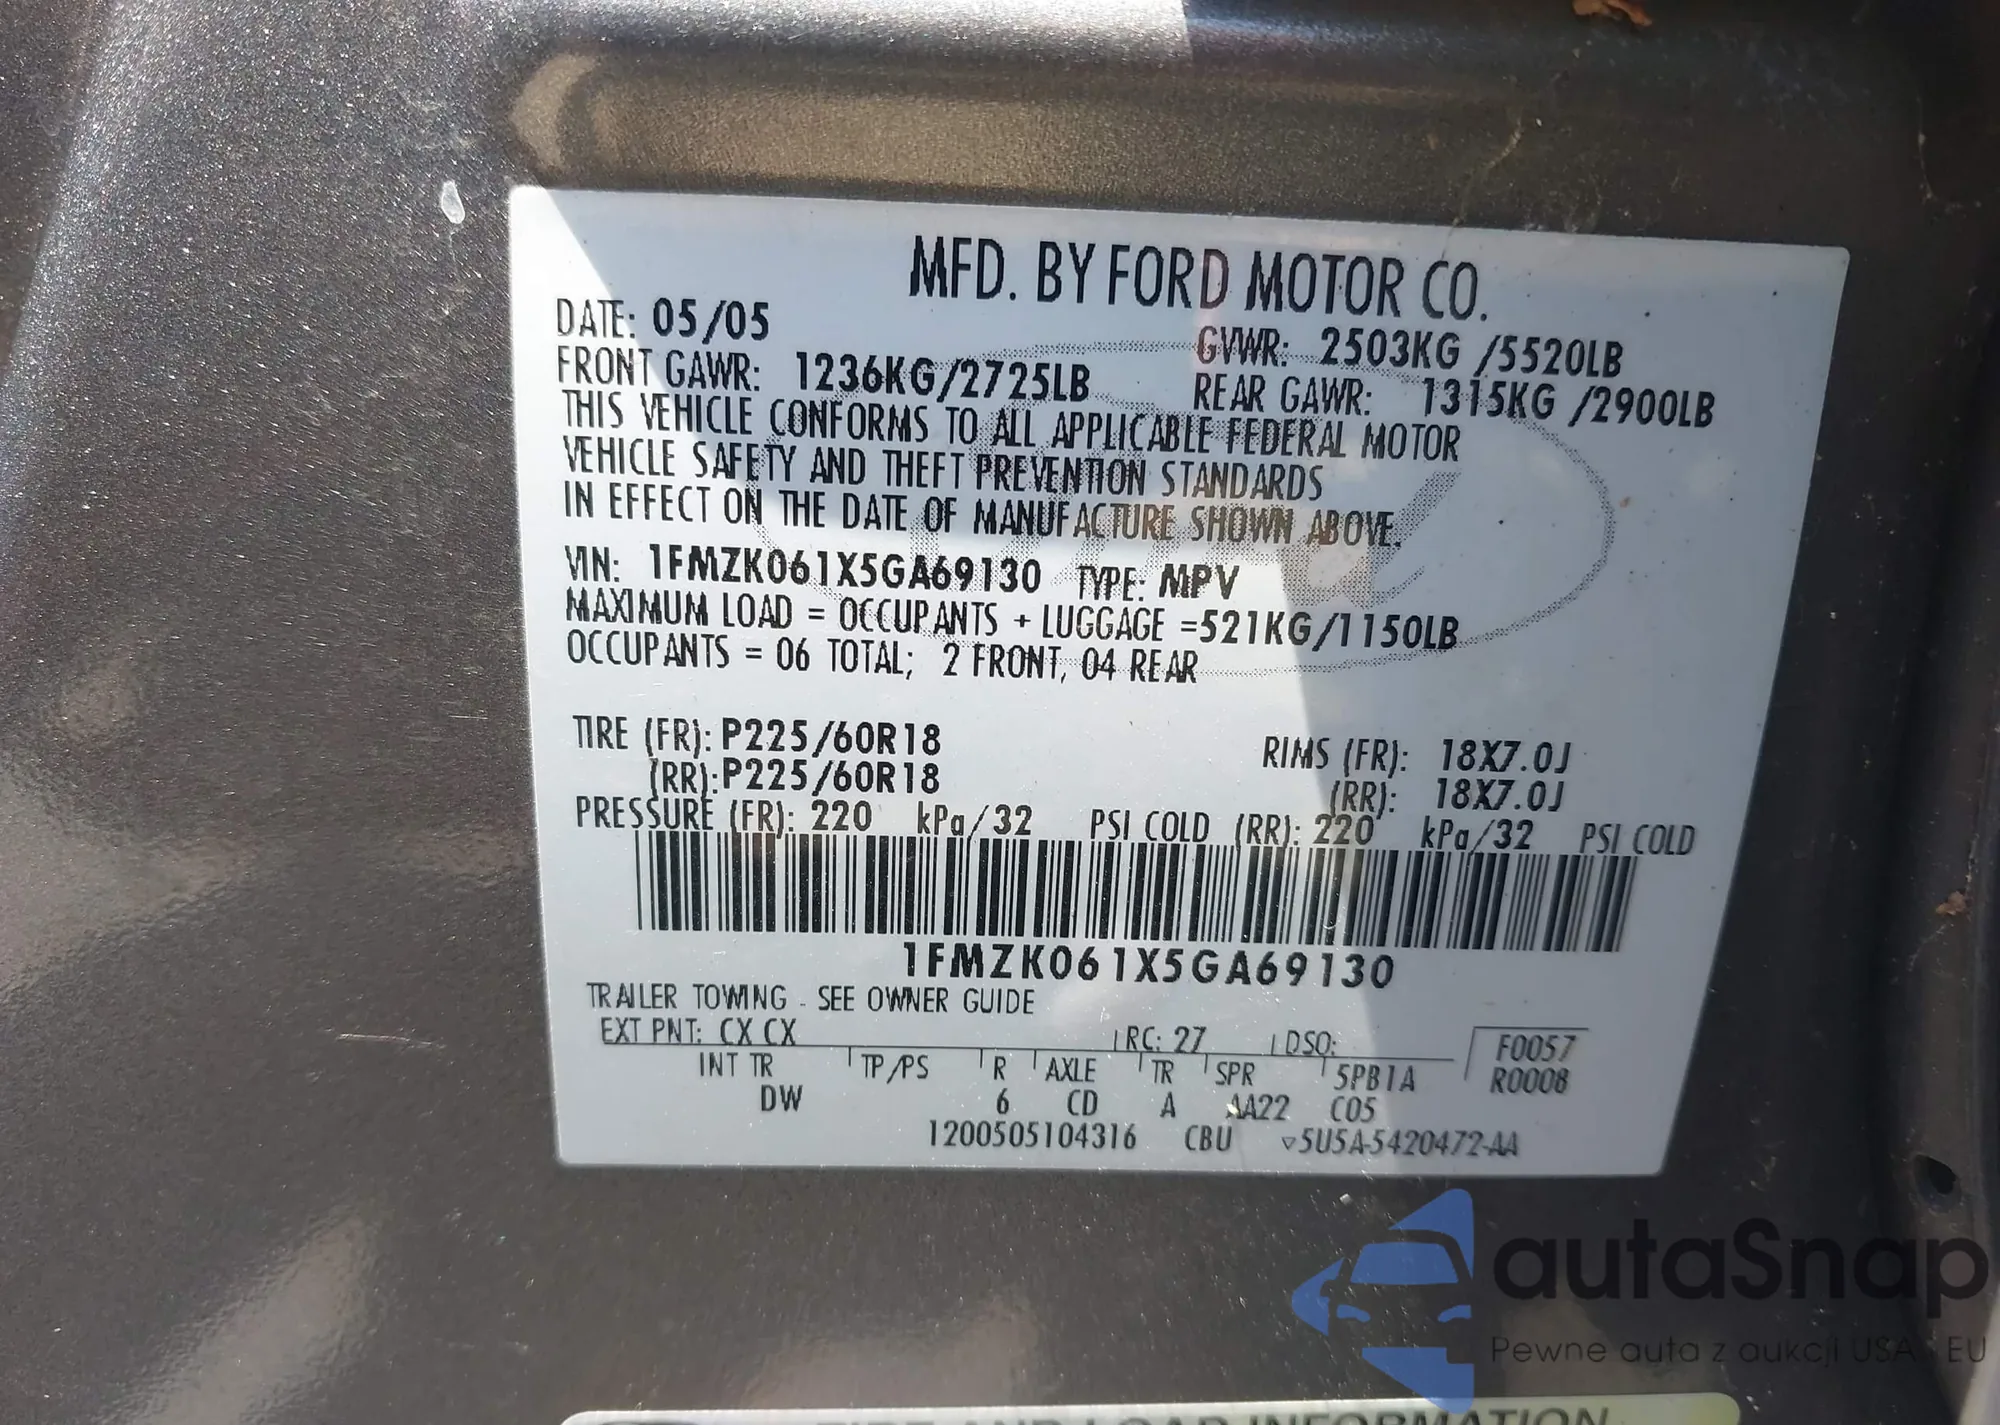 MFD. BY FORD MOTOR CO.
DATE: 05/05
GVWR: 2503KG /5520LB
FRONT GAWR: 1236KG/2725LB
REAR GAWR: 1315KG /2900LB
THIS VEHICLE CONFORMS TO ALL APPLICABLE FEDERAL MOTOR
VEHICLE SAFETY AND THEFT PREVENTION STANDARDS
IN EFFECT ON THE DATE OF MANUFACTURE SHOWN ABOVE.
VIN: 1FMZK061X5GA69130 TYPE: MPV
MAXIMUM LOAD = OCCUPANTS + LUGGAGE =521KG/1150LB
OCCUPANTS = 06 TOTAL; 2 FRONT, 04 REAR
TIRE (FR): P225/60R18 RIMS (FR): 18X7.0J
(RR): P225/60R18 (RR): 18X7.0J
PRESSURE (FR): 220 kPa/32 PSI COLD (RR): 220 kPa/32 PSI COLD
1FMZK061X5GA69130
TRAILER TOWING - SEE OWNER GUIDE
EXT PNT: CX CX RC: 27 DSO: F0057
INT TR TP/PS R AXLE TR SPR 5PB1A R0008
DW 6 CD A AA22 C05
1200505104316 CBU ▽5U5A-5420472-AA
autaSnap
Pewne auta z aukcji USA i EU
TIRE AND LOAD INFORMATION